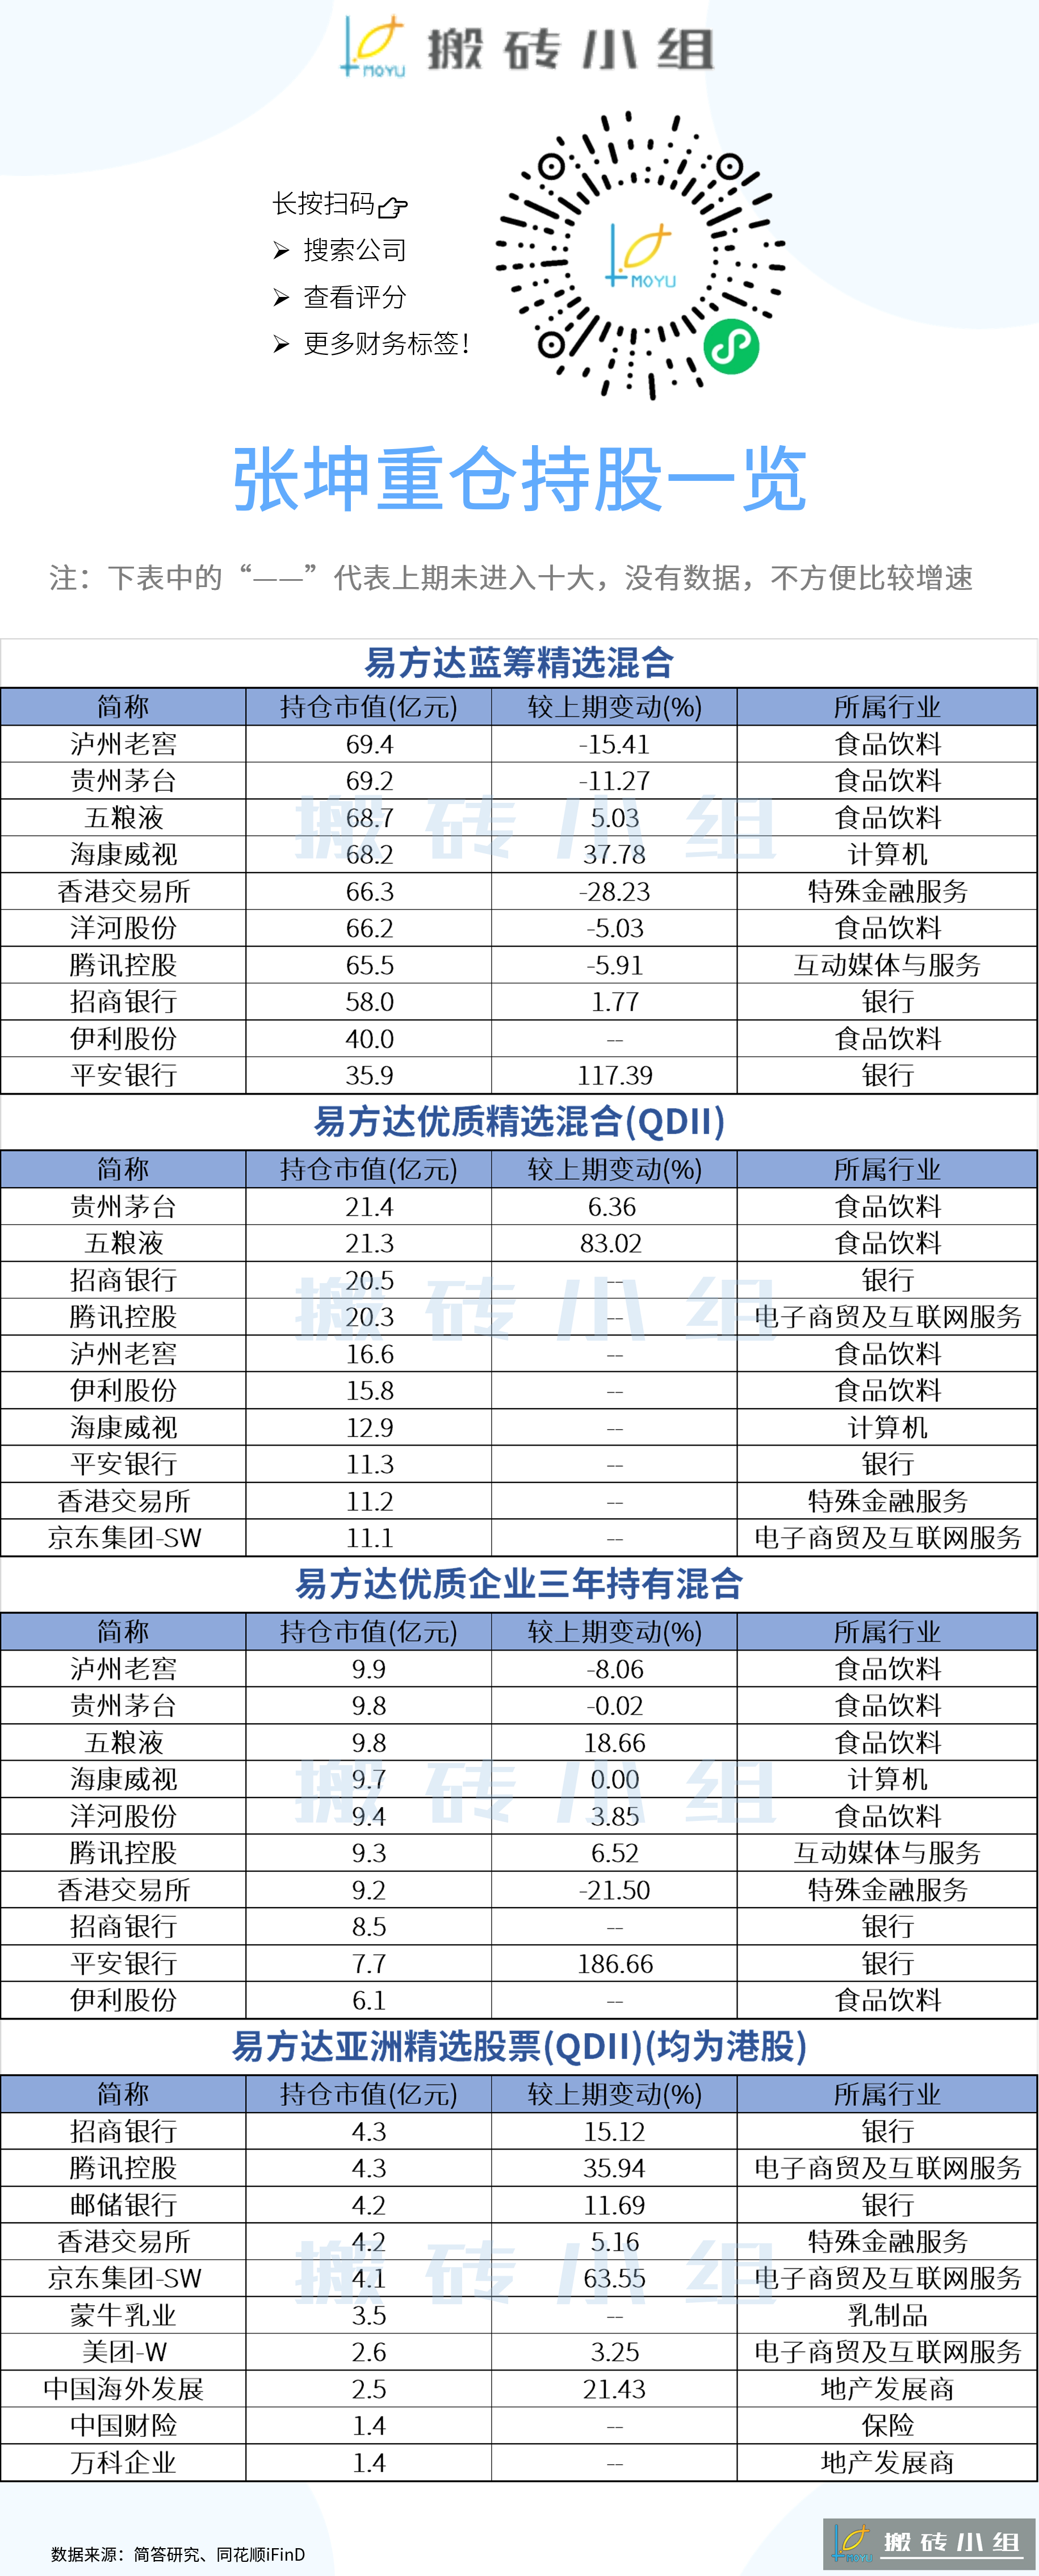 MOYU 搬砖小组
长按扫码
➢ 搜索公司
➢ 查看评分
➢ 更多财务标签！
MOYU
张坤重仓持股一览
注：下表中的“——”代表上期未进入十大，没有数据，不方便比较增速
易方达蓝筹精选混合
简称 持仓市值(亿元) 较上期变动(%) 所属行业
泸州老窖 69.4 -15.41 食品饮料
贵州茅台 69.2 -11.27 食品饮料
五粮液 68.7 5.03 食品饮料
海康威视 68.2 37.78 计算机
香港交易所 66.3 -28.23 特殊金融服务
洋河股份 66.2 -5.03 食品饮料
腾讯控股 65.5 -5.91 互动媒体与服务
招商银行 58.0 1.77 银行
伊利股份 40.0 -- 食品饮料
平安银行 35.9 117.39 银行
搬砖小组
易方达优质精选混合(QDII)
简称 持仓市值(亿元) 较上期变动(%) 所属行业
贵州茅台 21.4 6.36 食品饮料
五粮液 21.3 83.02 食品饮料
招商银行 20.5 -- 银行
腾讯控股 20.3 -- 电子商贸及互联网服务
泸州老窖 16.6 -- 食品饮料
伊利股份 15.8 -- 食品饮料
海康威视 12.9 -- 计算机
平安银行 11.3 -- 银行
香港交易所 11.2 -- 特殊金融服务
京东集团-SW 11.1 -- 电子商贸及互联网服务
搬砖小组
易方达优质企业三年持有混合
简称 持仓市值(亿元) 较上期变动(%) 所属行业
泸州老窖 9.9 -8.06 食品饮料
贵州茅台 9.8 -0.02 食品饮料
五粮液 9.8 18.66 食品饮料
海康威视 9.7 0.00 计算机
洋河股份 9.4 3.85 食品饮料
腾讯控股 9.3 6.52 互动媒体与服务
香港交易所 9.2 -21.50 特殊金融服务
招商银行 8.5 -- 银行
平安银行 7.7 186.66 银行
伊利股份 6.1 -- 食品饮料
搬砖小组
易方达亚洲精选股票(QDII)(均为港股)
简称 持仓市值(亿元) 较上期变动(%) 所属行业
招商银行 4.3 15.12 银行
腾讯控股 4.3 35.94 电子商贸及互联网服务
邮储银行 4.2 11.69 银行
香港交易所 4.2 5.16 特殊金融服务
京东集团-SW 4.1 63.55 电子商贸及互联网服务
蒙牛乳业 3.5 -- 乳制品
美团-W 2.6 3.25 电子商贸及互联网服务
中国海外发展 2.5 21.43 地产发展商
中国财险 1.4 -- 保险
万科企业 1.4 -- 地产发展商
搬砖小组
数据来源：简答研究、同花顺iFinD
MOYU 搬砖小组